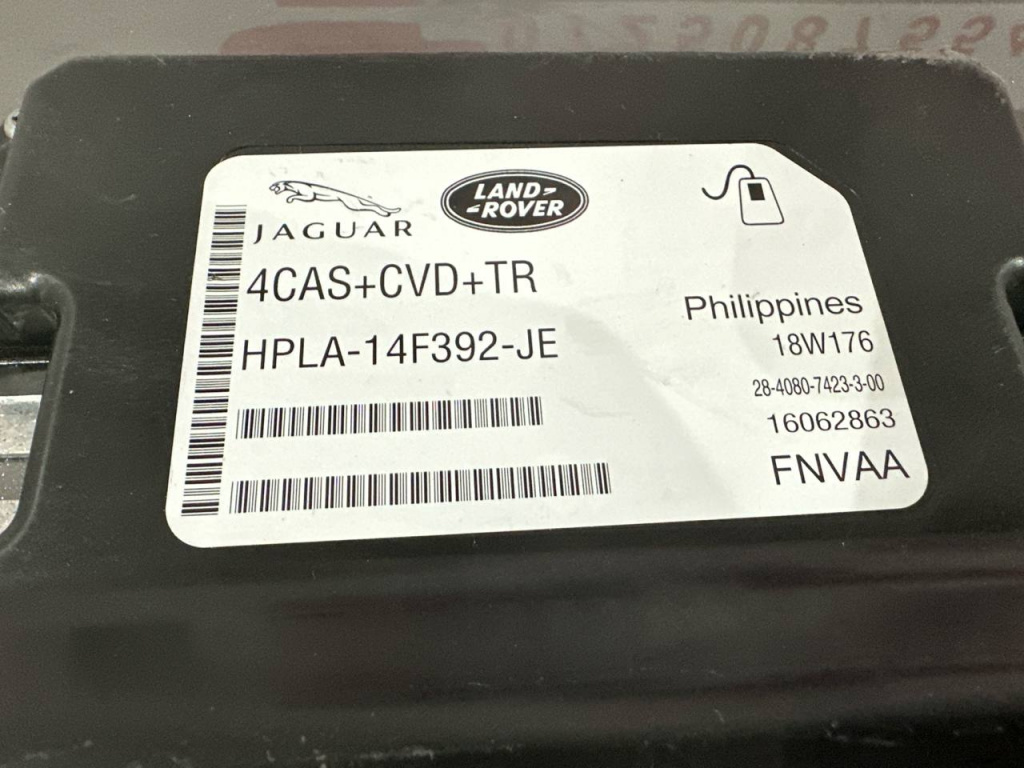 JAGUAR
LAND-
-ROVER
4CAS+CVD+TR
HPLA-14F392-JE
Philippines
18W176
28-4080-7423-3-00
16062863
FNVAA